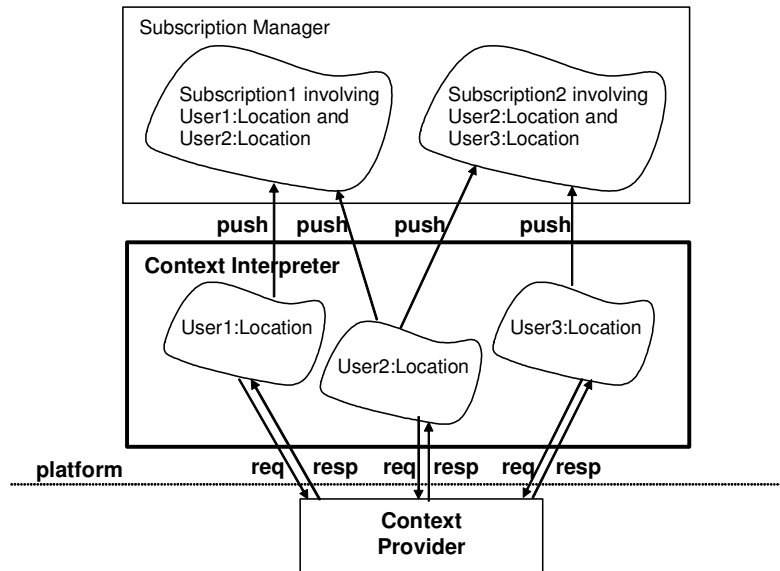 Subscription Manager
Subscription1 involving
User1:Location and
User2:Location
Subscription2 involving
User2:Location and
User3:Location
push push push push
Context Interpreter
User1:Location
User2:Location
User3:Location
platform
req resp req resp req resp
Context
Provider